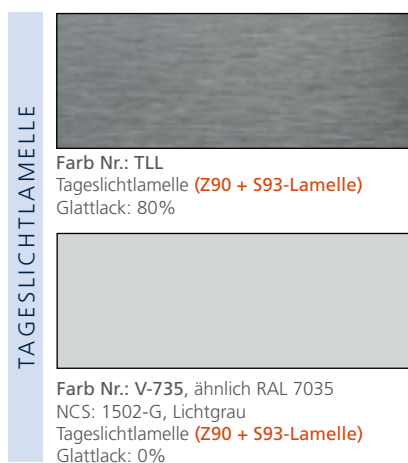 TAGESLICHTLAMELLE
Farb Nr.: TLL
Tageslichtlamelle (Z90 + S93-Lamelle)
Glattlack: 80%
Farb Nr.: V-735, ähnlich RAL 7035
NCS: 1502-G, Lichtgrau
Tageslichtlamelle (Z90 + S93-Lamelle)
Glattlack: 0%